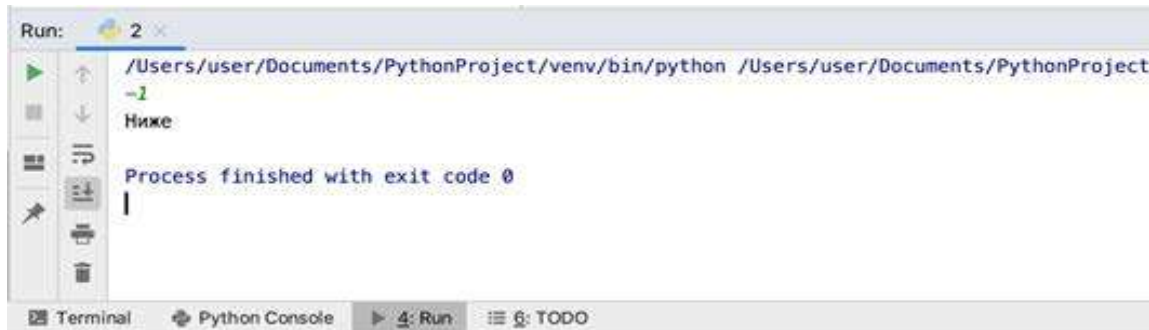 Run: 2
/Users/user/Documents/PythonProject/venv/bin/python /Users/user/Documents/PythonProject
-1
Ниже
Process finished with exit code 0
Terminal Python Console 4: Run 6: TODO